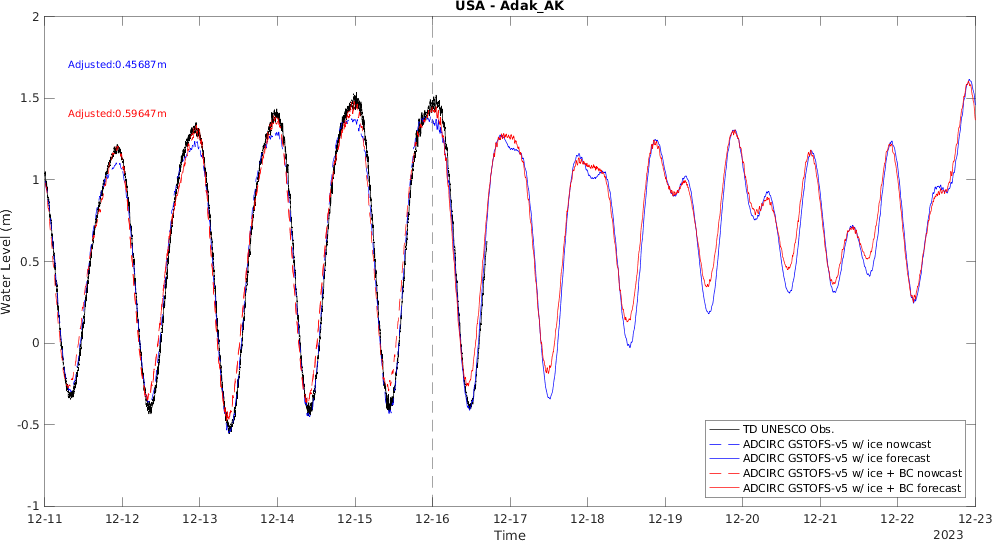 USA - Adak_AK
2
1.5
1
0.5
0
-0.5
-1
Water Level (m)
Adjusted:0.45687m
Adjusted:0.59647m
TD UNESCO Obs.
ADCIRC GSTOFS-v5 w/ ice nowcast
ADCIRC GSTOFS-v5 w/ ice forecast
ADCIRC GSTOFS-v5 w/ ice + BC nowcast
ADCIRC GSTOFS-v5 w/ ice + BC forecast
12-11 12-12 12-13 12-14 12-15 12-16 12-17 12-18 12-19 12-20 12-21 12-22 12-23
Time
2023